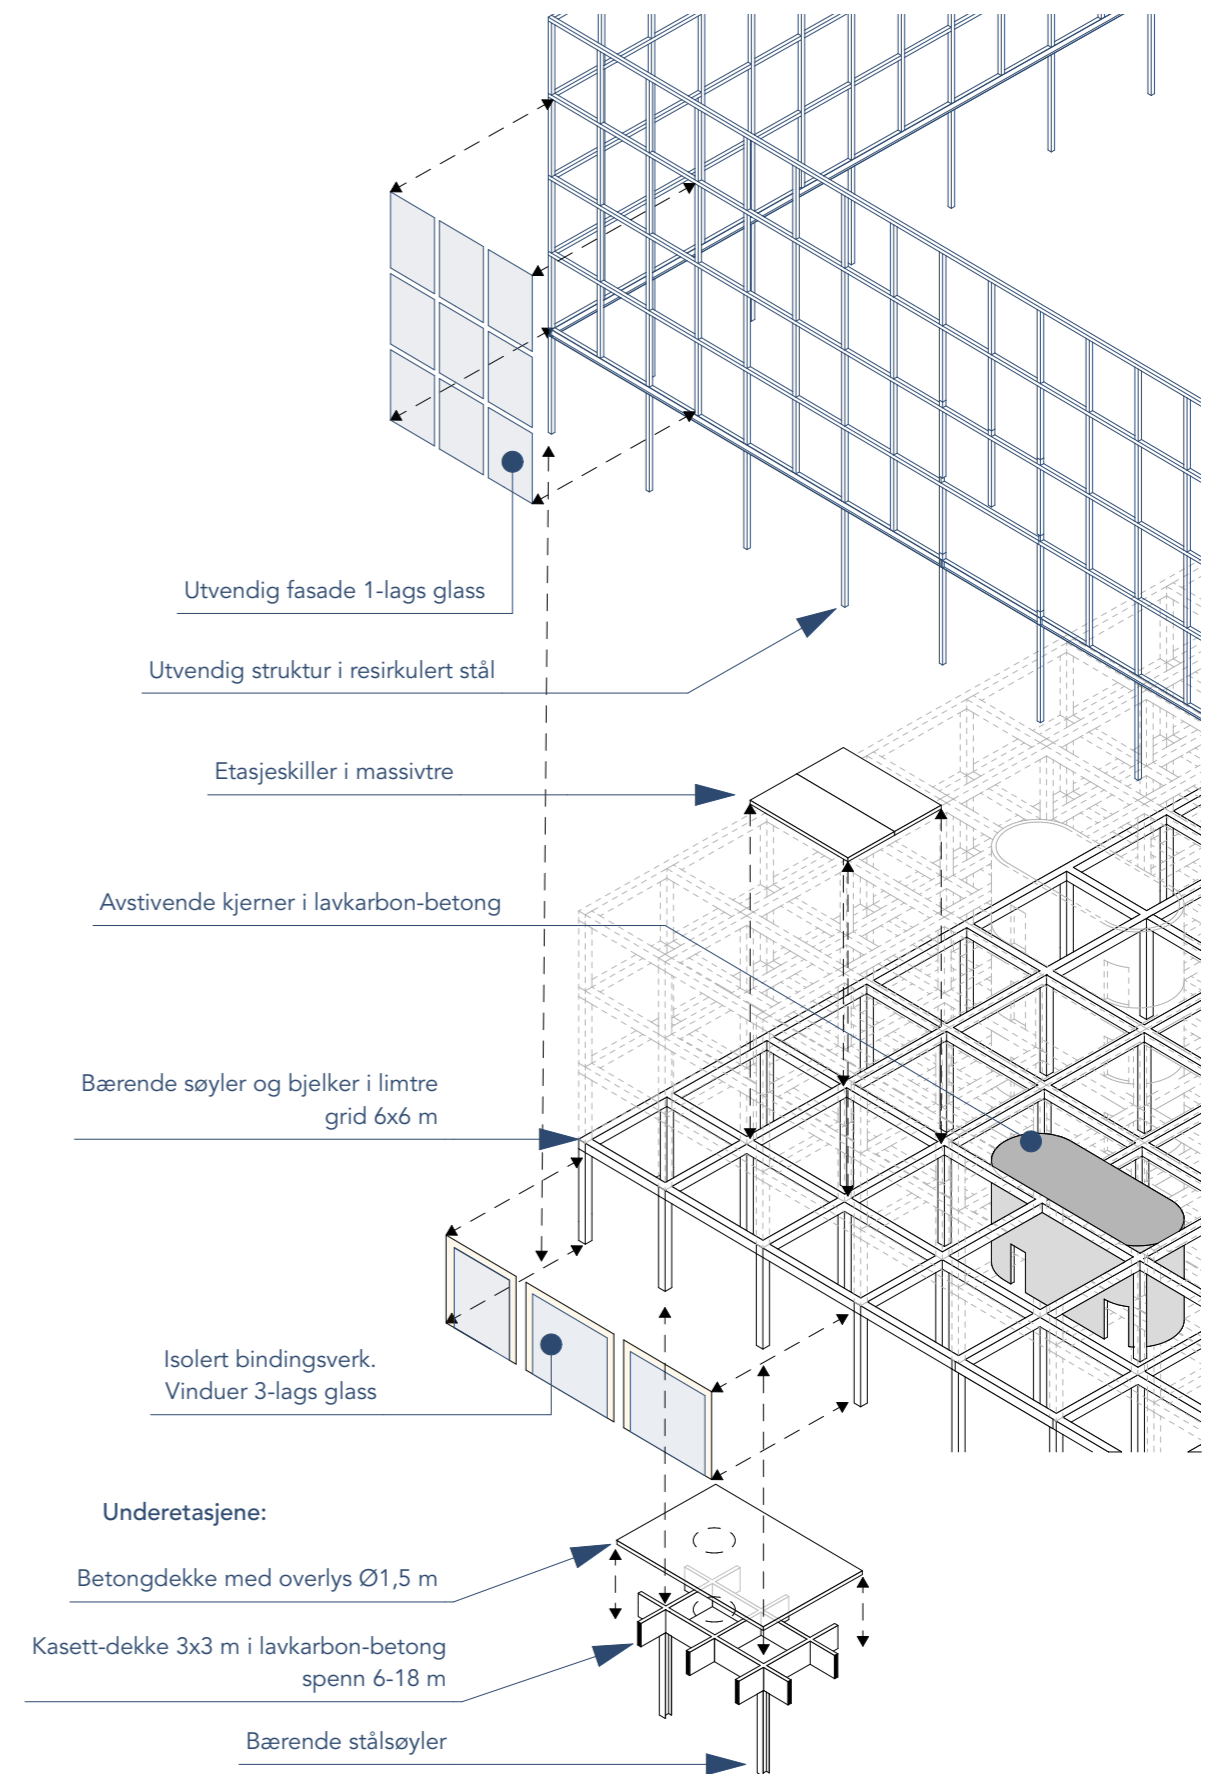 Utvendig fasade 1-lags glass
Utvendig struktur i resirkulert stål
Etasjeskiller i massivtre
Avstivende kjerner i lavkarbon-betong
Bærende søyler og bjelker i limtre
grid 6x6 m
Isolert bindingsverk.
Vinduer 3-lags glass
Underetasjene:
Betongdekke med overlys Ø1,5 m
Kasett-dekke 3x3 m i lavkarbon-betong
spenn 6-18 m
Bærende stålsøyler